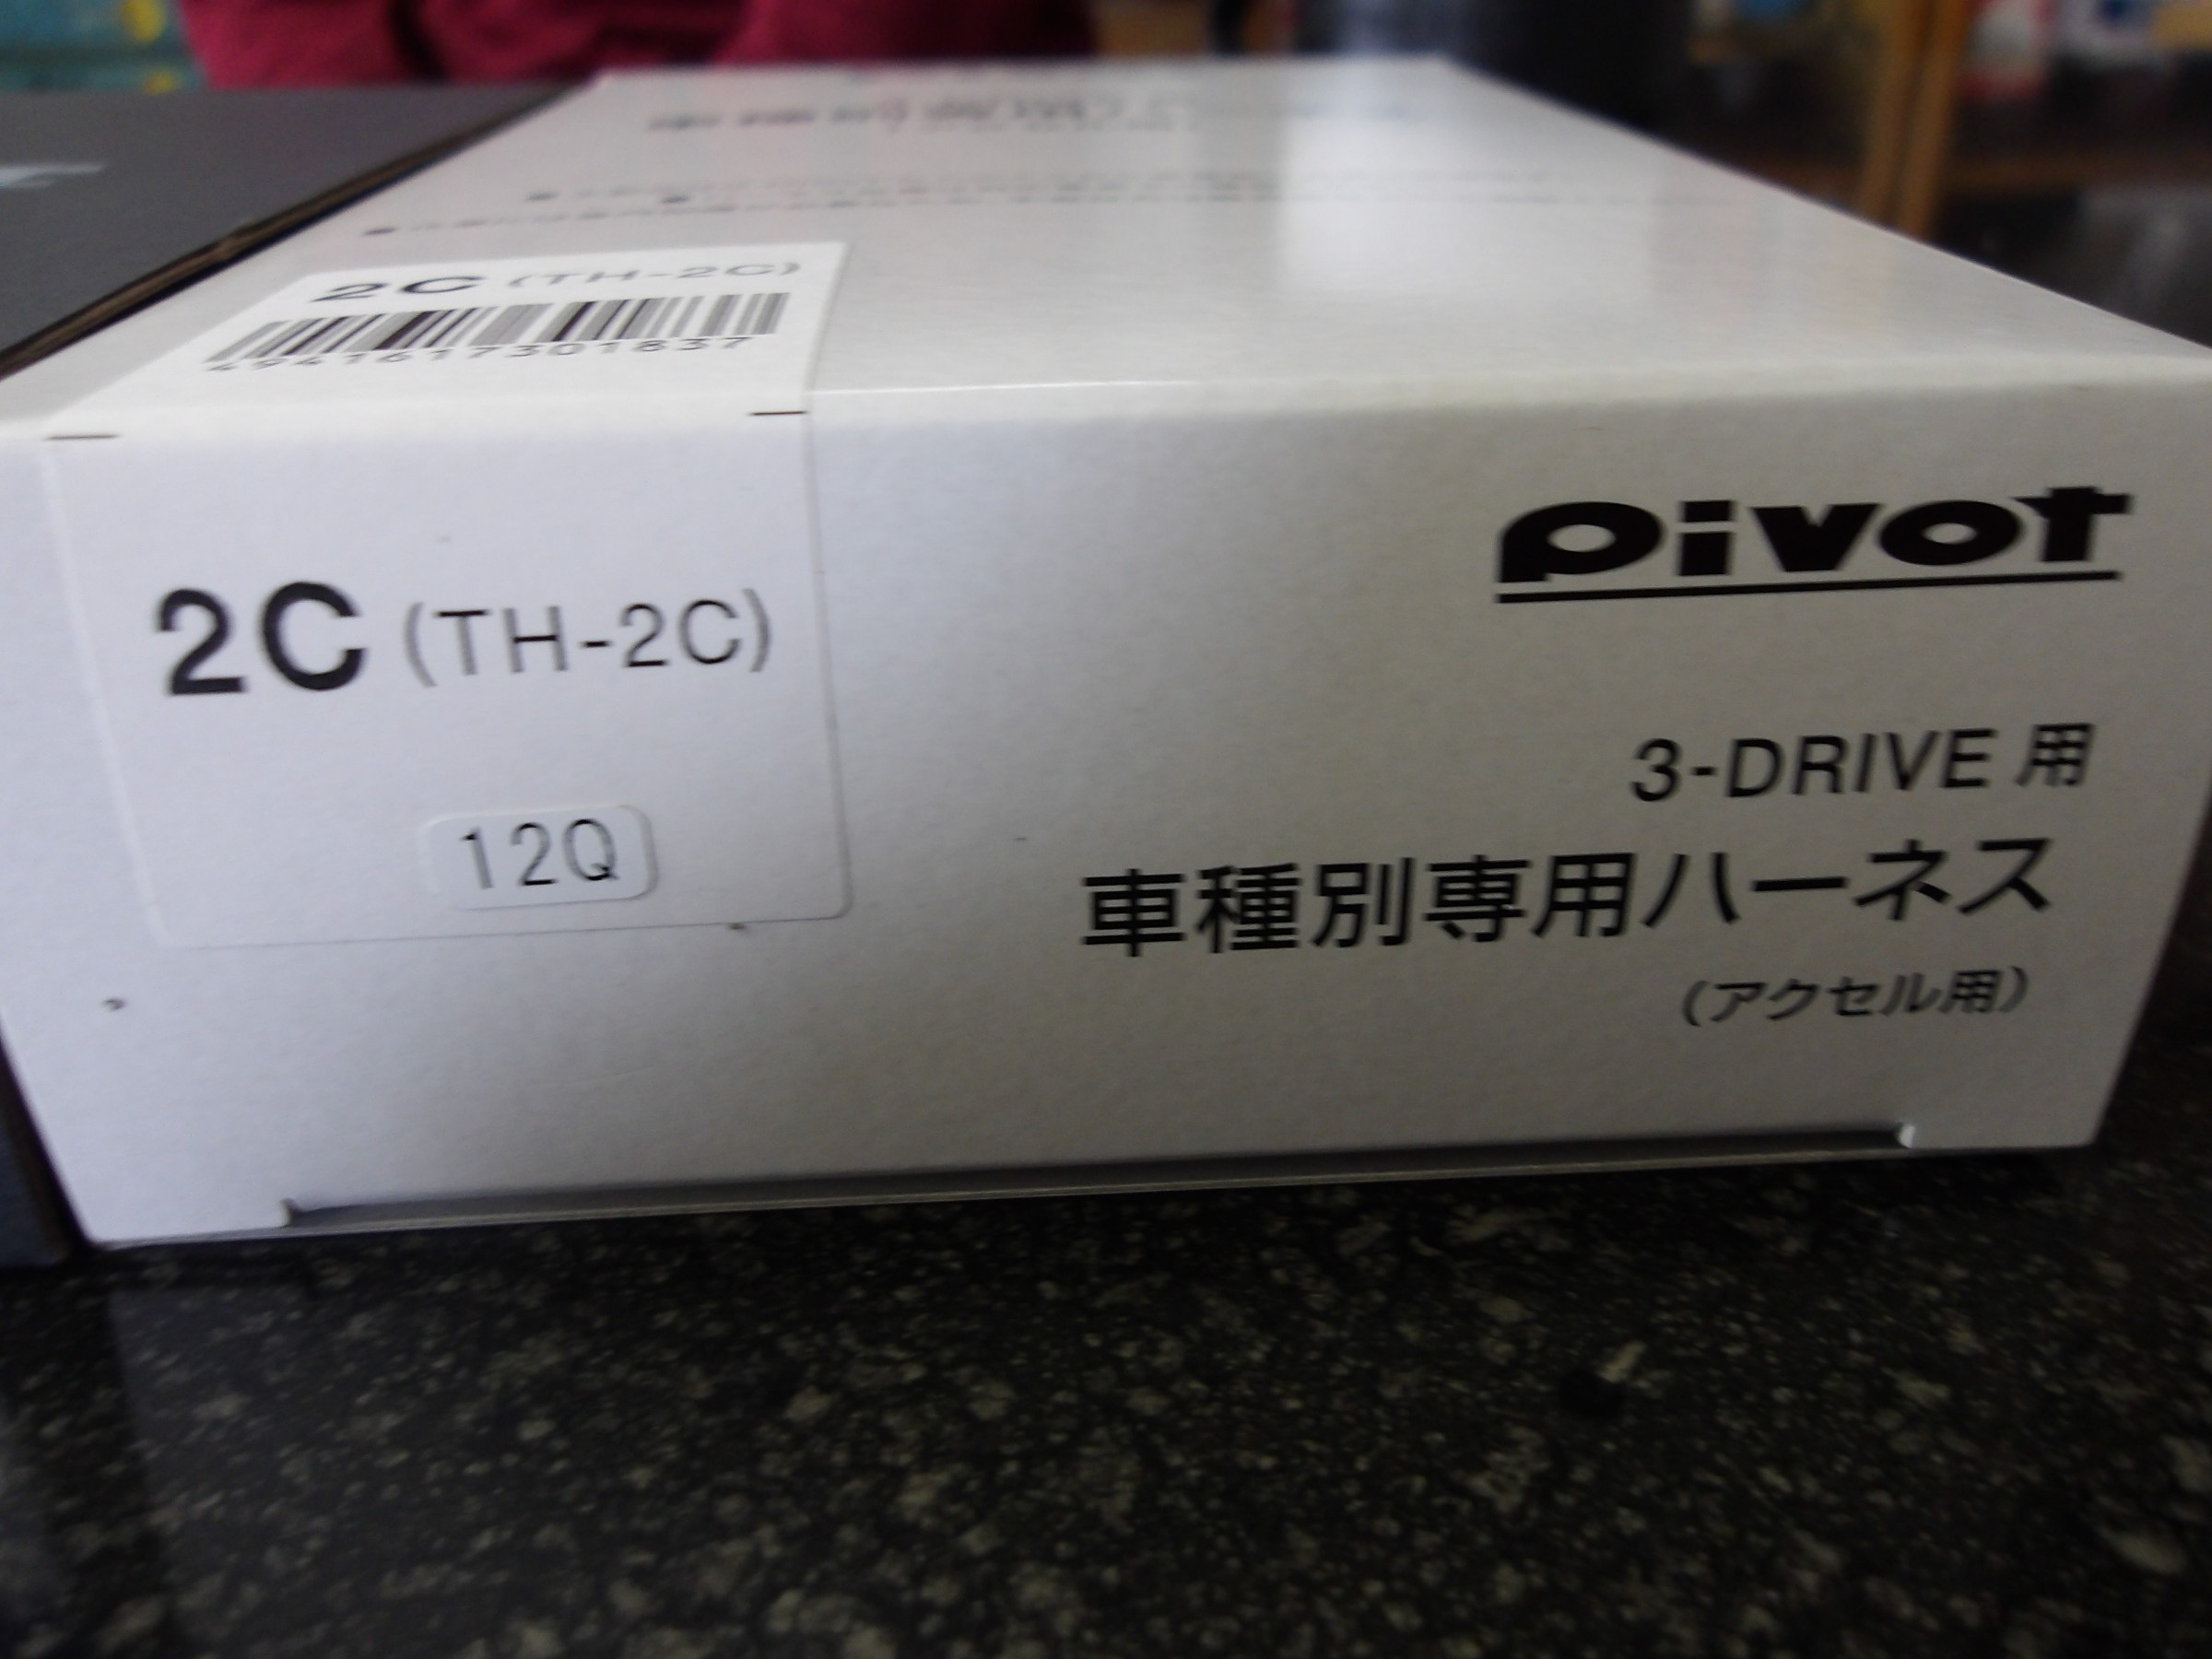 2C (TH-2C)
4941617301837
2C (TH-2C)
12Q
pivot
3-DRIVE 用
車種別専用ハーネス
(アクセル用)